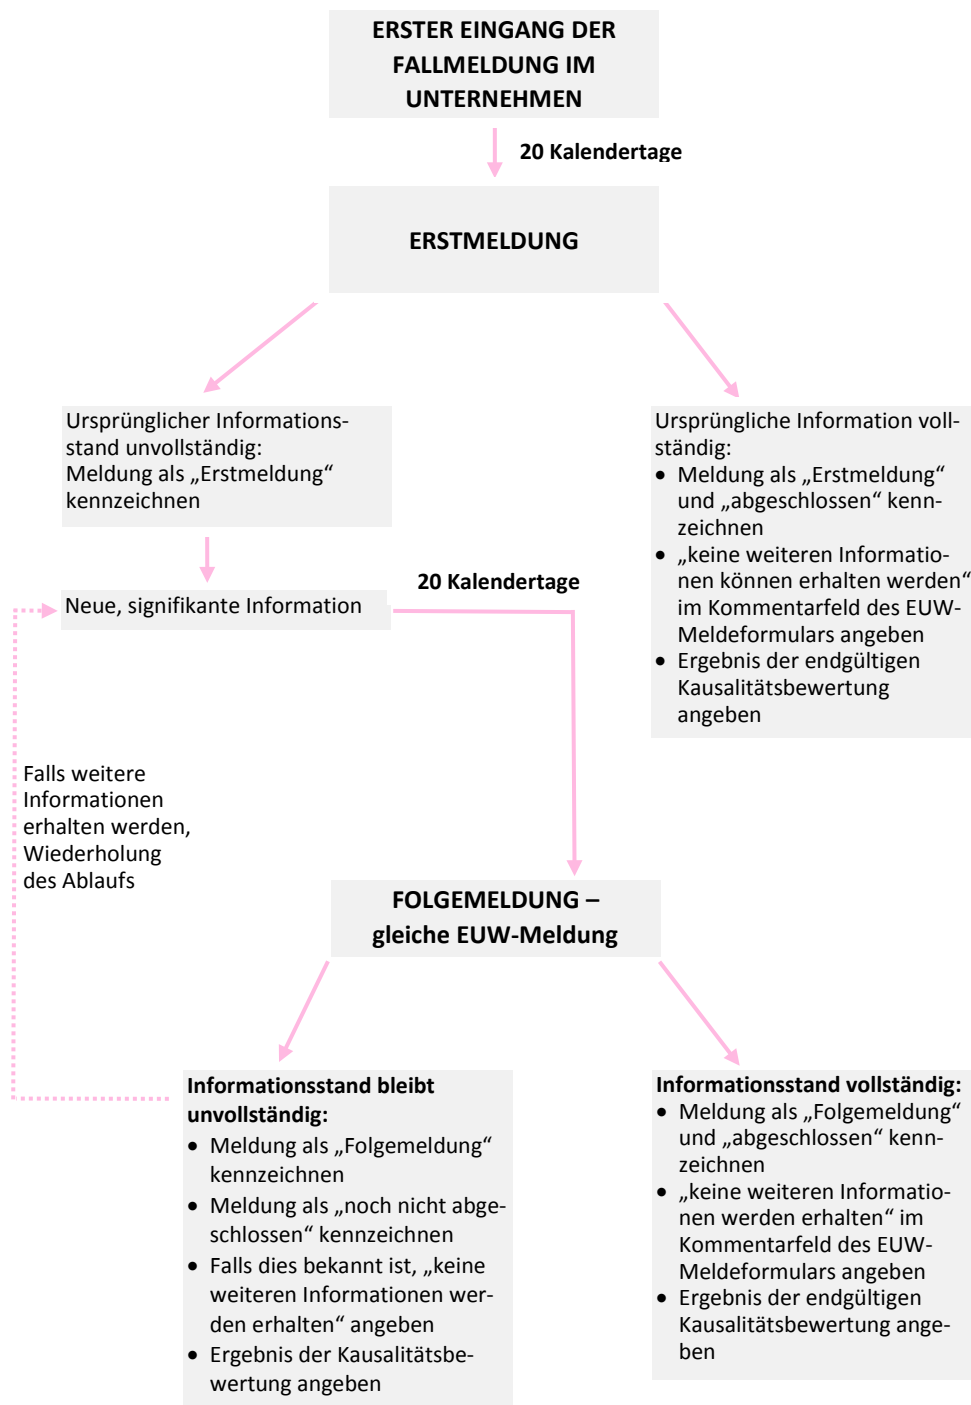 ERSTER EINGANG DER
FALLMELDUNG IM
UNTERNEHMEN
20 Kalendertage
ERSTMELDUNG
Ursprünglicher Informations-
stand unvollständig:
Meldung als „Erstmeldung“
kennzeichnen
Ursprüngliche Information voll-
ständig:
• Meldung als „Erstmeldung“
und „abgeschlossen“ kenn-
zeichnen
• „keine weiteren Informatio-
nen können erhalten werden“
im Kommentarfeld des EUW-
Meldeformulars angeben
• Ergebnis der endgültigen
Kausalitätsbewertung
angeben
20 Kalendertage
Neue, signifikante Information
Falls weitere
Informationen
erhalten werden,
Wiederholung
des Ablaufs
FOLGEMELDUNG –
gleiche EUW-Meldung
Informationsstand bleibt
unvollständig:
• Meldung als „Folgemeldung“
kennzeichnen
• Meldung als „noch nicht abge-
schlossen“ kennzeichnen
• Falls dies bekannt ist, „keine
weiteren Informationen wer-
den erhalten“ angeben
• Ergebnis der Kausalitätsbe-
wertung angeben
Informationsstand vollständig:
• Meldung als „Folgemeldung“
und „abgeschlossen“ kenn-
zeichnen
• „keine weiteren Informatio-
nen werden erhalten“ im
Kommentarfeld des EUW-
Meldeformulars angeben
• Ergebnis der endgültigen
Kausalitätsbewertung ange-
ben